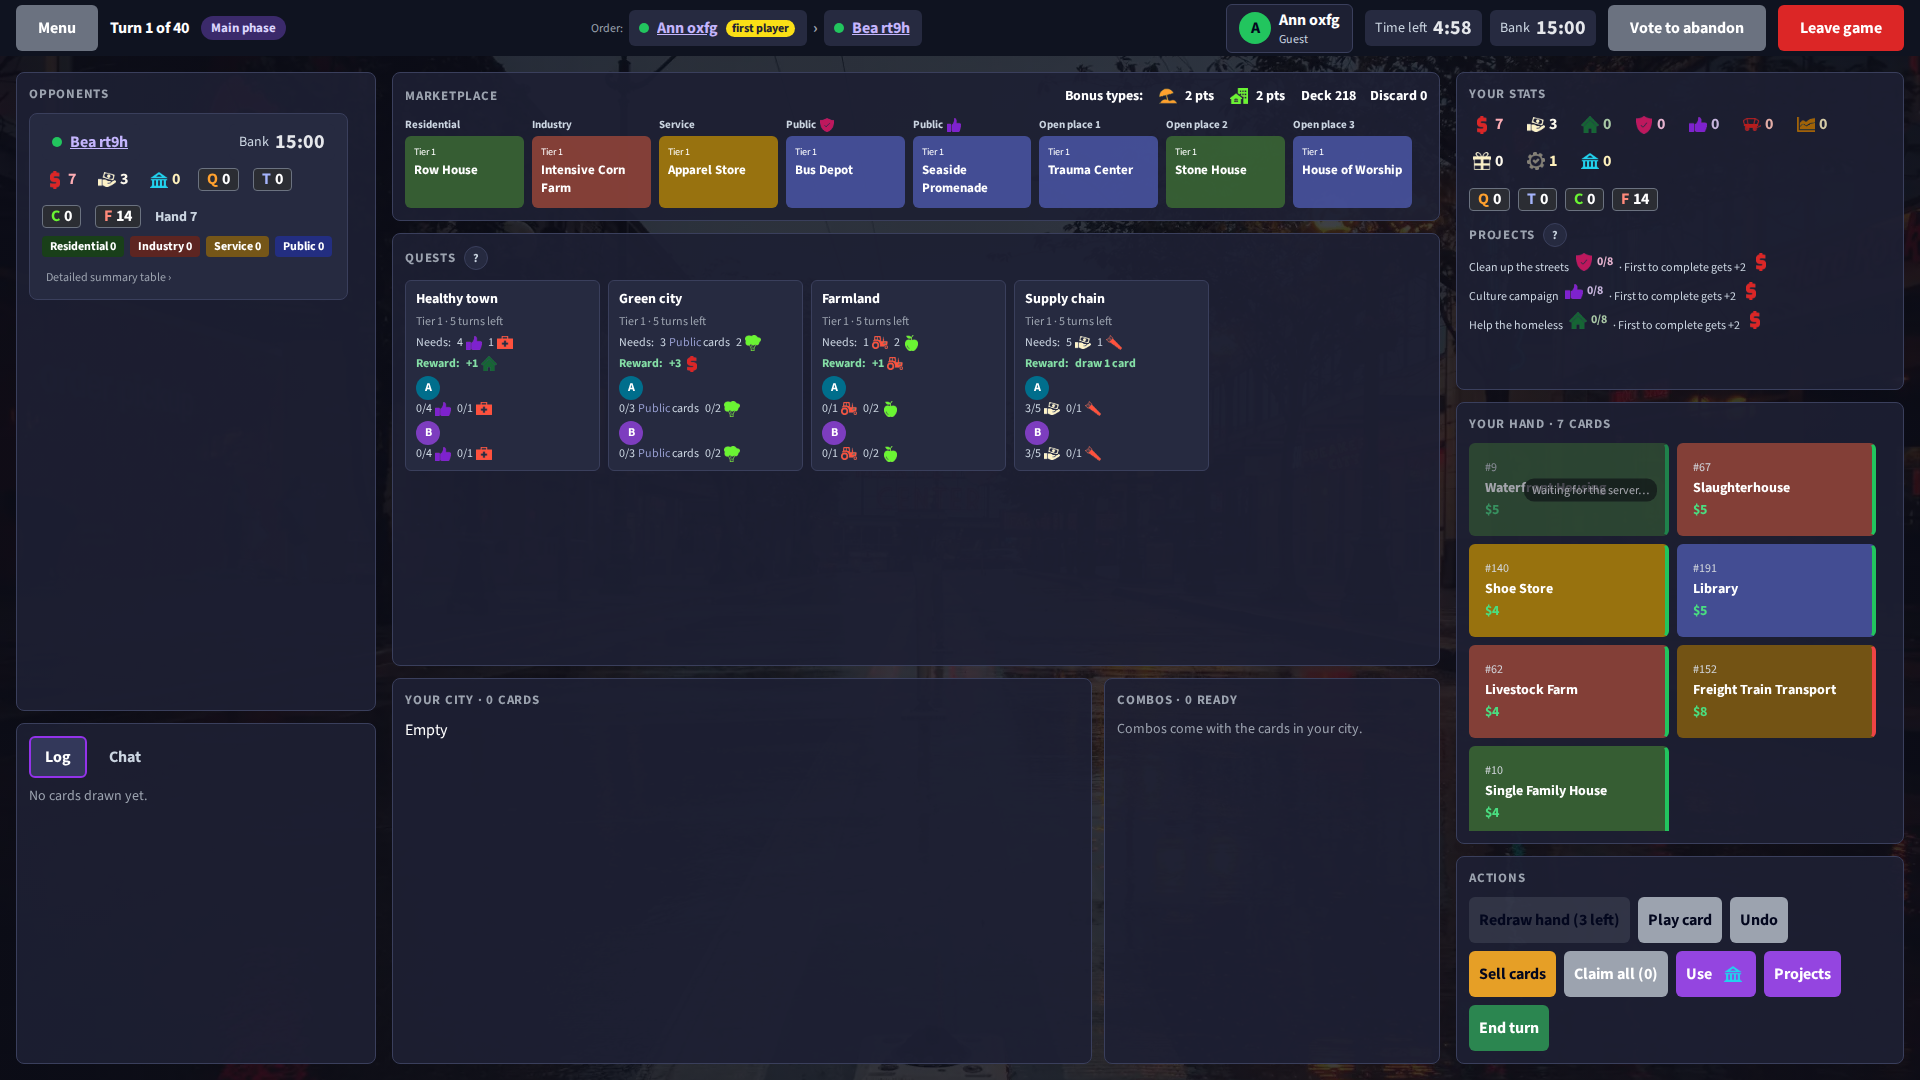 Menu
Turn 1 of 40
Main phase
Order:
Ann oxfg
first player
›
Bea rt9h
A
Ann oxfg
Guest
Time left 4:58
Bank 15:00
Vote to abandon
Leave game
OPPONENTS
Bea rt9h
Bank 15:00
7 3 0 Q 0 T 0
C 0 F 14 Hand 7
Residential 0 Industry 0 Service 0 Public 0
Detailed summary table ›
Log
Chat
No cards drawn yet.
MARKETPLACE
Bonus types: 2 pts 2 pts Deck 218 Discard 0
Residential
Tier 1
Row House
Industry
Tier 1
Intensive Corn
Farm
Service
Tier 1
Apparel Store
Public
Tier 1
Bus Depot
Public
Tier 1
Seaside
Promenade
Open place 1
Tier 1
Trauma Center
Open place 2
Tier 1
Stone House
Open place 3
Tier 1
House of Worship
QUESTS ?
Healthy town
Tier 1 · 5 turns left
Needs: 4 1
Reward: +1
A
0/4 0/1
B
0/4 0/1
Green city
Tier 1 · 5 turns left
Needs: 3 Public cards 2
Reward: +3
A
0/3 Public cards 0/2
B
0/3 Public cards 0/2
Farmland
Tier 1 · 5 turns left
Needs: 1 2
Reward: +1
A
0/1 0/2
B
0/1 0/2
Supply chain
Tier 1 · 5 turns left
Needs: 5 1
Reward: draw 1 card
A
3/5 0/1
B
3/5 0/1
YOUR CITY · 0 CARDS
Empty
COMBOS · 0 READY
Combos come with the cards in your city.
YOUR STATS
7 3 0 0 0 0 0
0 1 0
Q 0 T 0 C 0 F 14
PROJECTS ?
Clean up the streets 0/8 · First to complete gets +2
Culture campaign 0/8 · First to complete gets +2
Help the homeless 0/8 · First to complete gets +2
YOUR HAND · 7 CARDS
#9
Waiting for the server…
$5
#67
Slaughterhouse
$5
#140
Shoe Store
$4
#191
Library
$5
#62
Livestock Farm
$4
#152
Freight Train Transport
$8
#10
Single Family House
$4
ACTIONS
Redraw hand (3 left)
Play card
Undo
Sell cards
Claim all (0)
Use
Projects
End turn